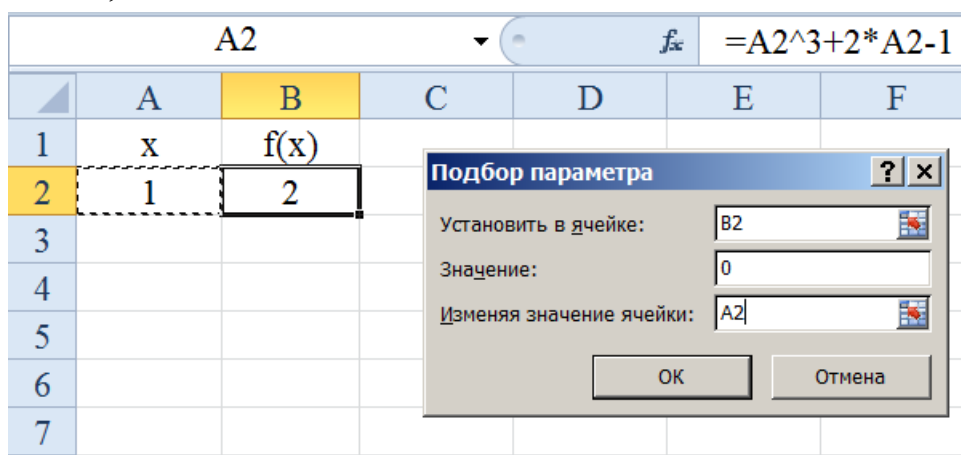 A2 fx =A2^3+2*A2-1
A B C D E F
1 x f(x)
2 1 2
3
4
5
6
7
Подбор параметра ? x
Установить в ячейке: B2
Значение: 0
Изменяя значение ячейки: A2
ОК Отмена